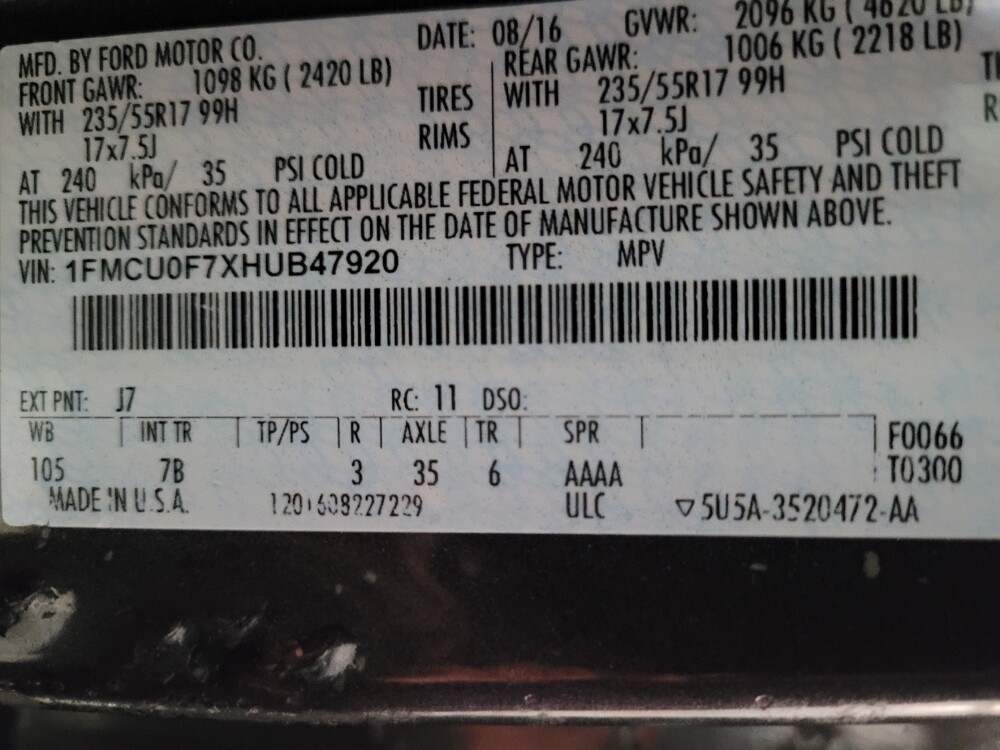 MFD. BY FORD MOTOR CO. DATE: 08/16 GVWR: 2096 KG ( 4620 LB)
FRONT GAWR: 1098 KG ( 2420 LB) REAR GAWR: 1006 KG ( 2218 LB)
WITH 235/55R17 99H TIRES WITH 235/55R17 99H
17x7.5J RIMS 17x7.5J
AT 240 kPa/ 35 PSI COLD AT 240 kPa/ 35 PSI COLD
THIS VEHICLE CONFORMS TO ALL APPLICABLE FEDERAL MOTOR VEHICLE SAFETY AND THEFT
PREVENTION STANDARDS IN EFFECT ON THE DATE OF MANUFACTURE SHOWN ABOVE.
VIN: 1FMCU0F7XHUB47920 TYPE: MPV
EXT PNT: J7 RC: 11 DSO:
WB INT TR TP/PS R AXLE TR SPR F0066
105 7B 3 35 6 AAAA T0300
MADE IN U.S.A. ULC ▽5U5A-3520472-AA